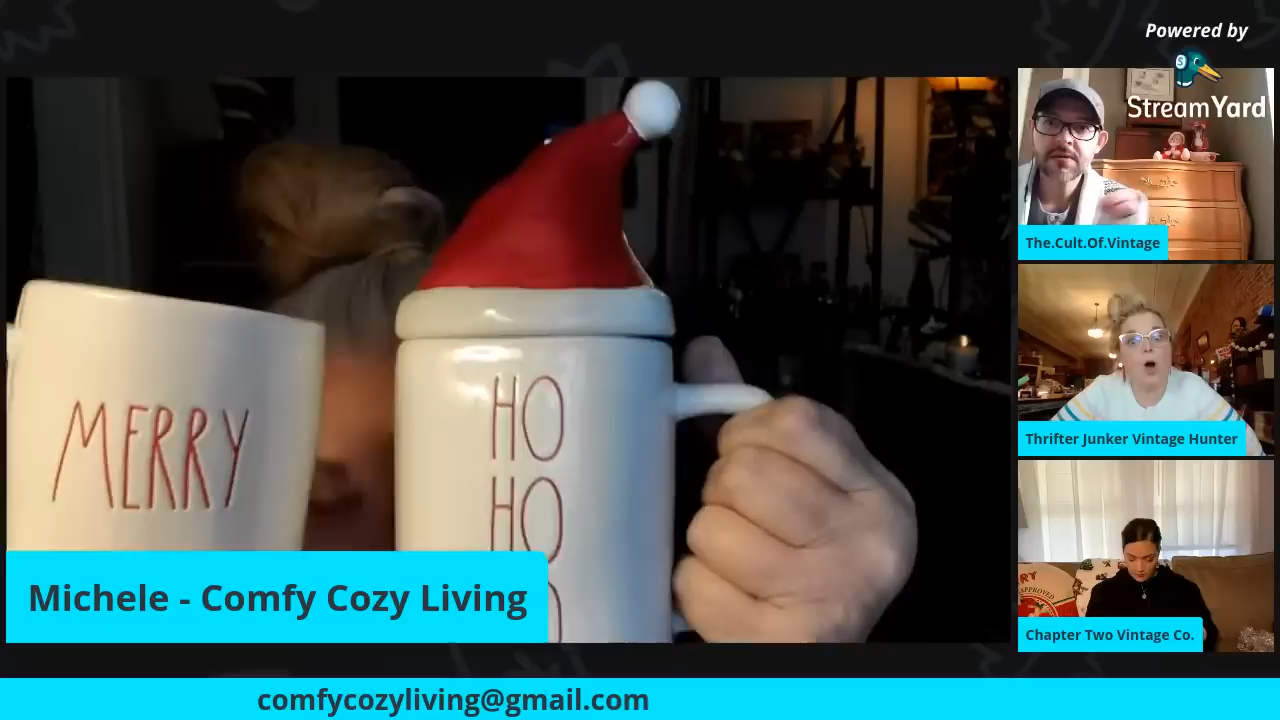 Powered by
StreamYard
MERRY
HO
HO
Michele - Comfy Cozy Living
The.Cult.Of.Vintage
Thrifter Junker Vintage Hunter
APPROVED
Chapter Two Vintage Co.
comfycozyliving@gmail.com